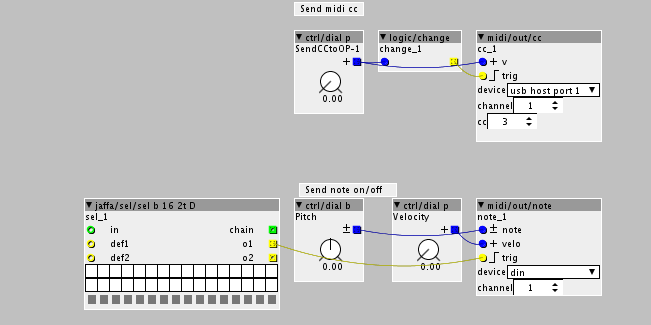 Send midi cc
ctrl/dial p
logic/change
midi/out/cc
SendCCtoOP-1
change_1
cc_1
+
+ v
trig
0.00
device usb host port 1
channel 1
cc 3
Send note on/off
jaffa/sel/sel b 16 2t D
ctrl/dial b
ctrl/dial p
midi/out/note
sel_1
Pitch
Velocity
note_1
in chain
±
+
± note
def1 o1
+ velo
def2 o2
trig
0.00
0.00
device din
channel 1